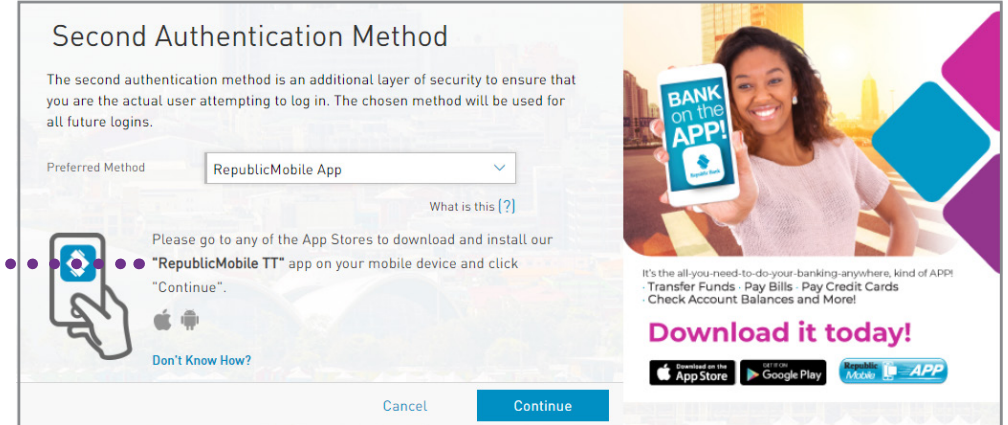 Second Authentication Method
The second authentication method is an additional layer of security to ensure that
you are the actual user attempting to log in. The chosen method will be used for
all future logins.
Preferred Method
RepublicMobile App
What is this (?)
Please go to any of the App Stores to download and install our
"RepublicMobile TT" app on your mobile device and click
"Continue".
Don't Know How?
Cancel
Continue
BANK
on the
APP!
Republic Bank
It's the all-you-need-to-do-your-banking-anywhere, kind of APP!
· Transfer Funds · Pay Bills · Pay Credit Cards
· Check Account Balances and More!
Download it today!
Download on the
App Store
GET IT ON
Google Play
Republic
Mobile
APP